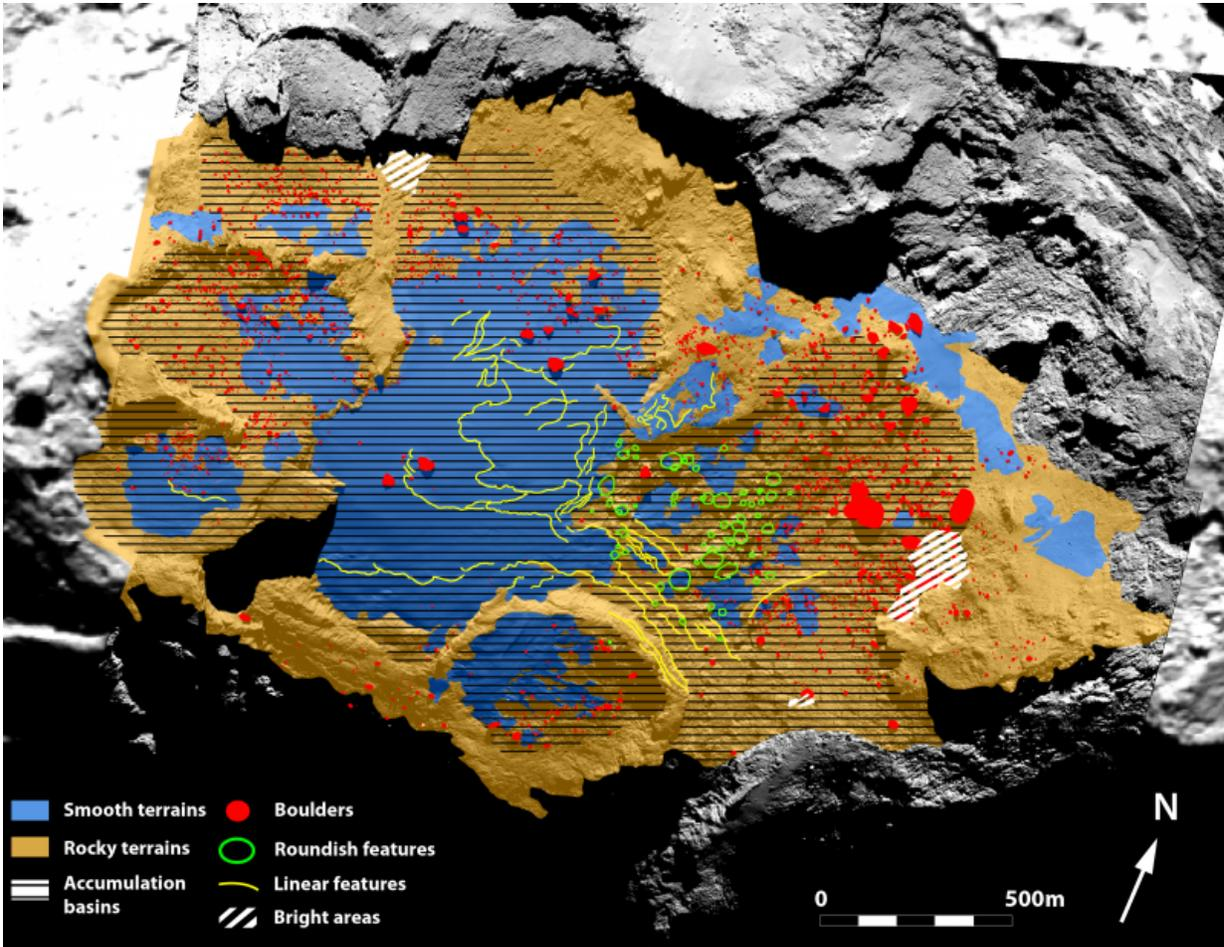 N
Smooth terrains
Boulders
Rocky terrains
Roundish features
Accumulation
basins
Linear features
Bright areas
0 500m